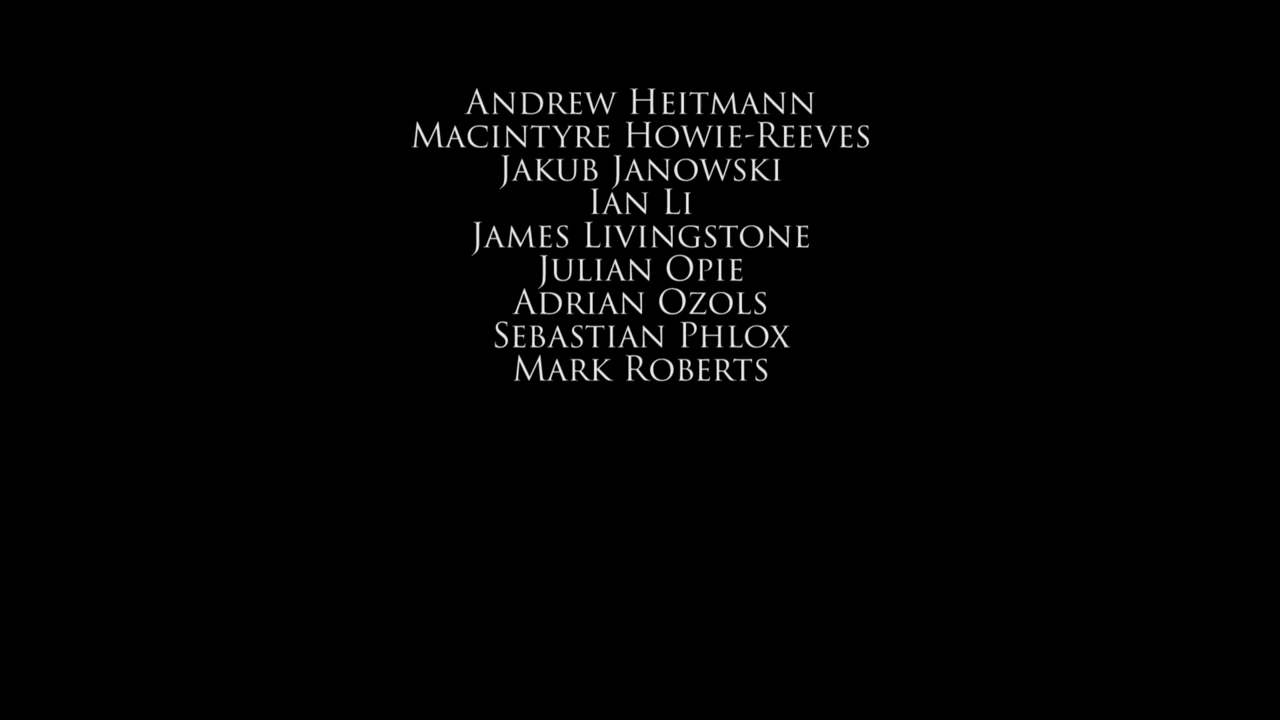 Andrew Heitmann
Macintyre Howie-Reeves
Jakub Janowski
Ian Li
James Livingstone
Julian Opie
Adrian Ozols
Sebastian Phlox
Mark Roberts